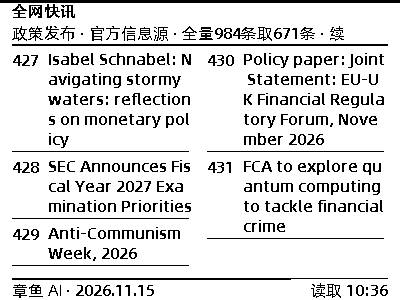 全网快讯
政策发布 · 官方信息源 · 全量984条取671条 · 续
427 Isabel Schnabel: N
avigating stormy
waters: reflection
s on monetary pol
icy
428 SEC Announces Fis
cal Year 2027 Exa
mination Priorities
429 Anti-Communism
Week, 2026
430 Policy paper: Joint
Statement: EU-U
K Financial Regula
tory Forum, Nove
mber 2026
431 FCA to explore qu
antum computing
to tackle financial
crime
章鱼 AI · 2026.11.15
读取 10:36